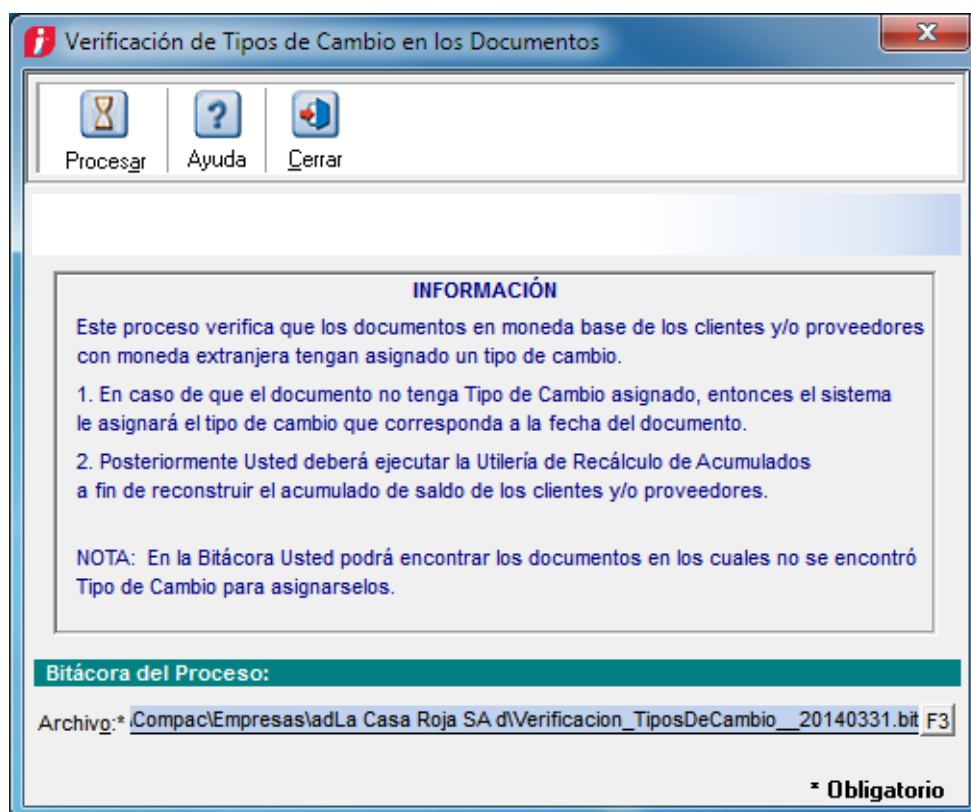 Verificación de Tipos de Cambio en los Documentos
Procesar Ayuda Cerrar
INFORMACIÓN
Este proceso verifica que los documentos en moneda base de los clientes y/o proveedores
con moneda extranjera tengan asignado un tipo de cambio.
1. En caso de que el documento no tenga Tipo de Cambio asignado, entonces el sistema
le asignará el tipo de cambio que corresponda a la fecha del documento.
2. Posteriormente Usted deberá ejecutar la Utilería de Recálculo de Acumulados
a fin de reconstruir el acumulado de saldo de los clientes y/o proveedores.
NOTA: En la Bitácora Usted podrá encontrar los documentos en los cuales no se encontró
Tipo de Cambio para asignarselos.
Bitácora del Proceso:
Archivo:* Compac\Empresas\adLa Casa Roja SA d\Verificacion_TiposDeCambio__20140331.bit F3
* Obligatorio